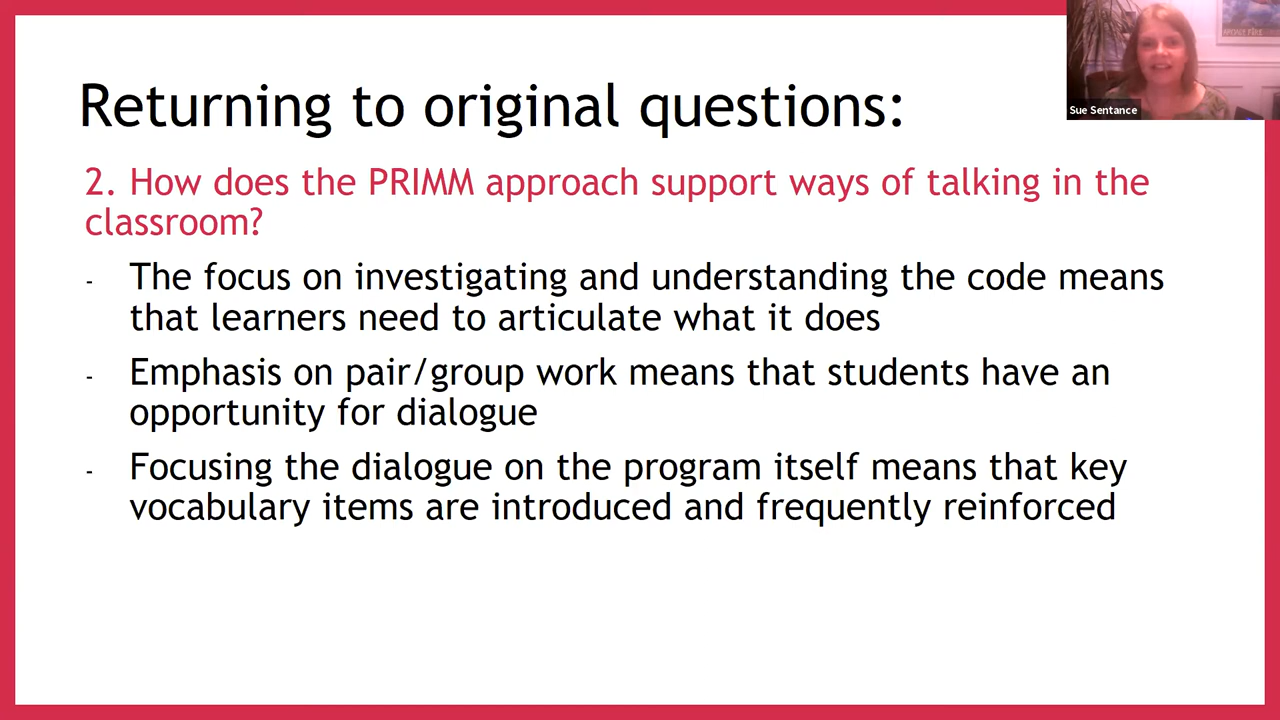 Returning to original questions:
Sue Sentance
2. How does the PRIMM approach support ways of talking in the
classroom?
- The focus on investigating and understanding the code means
that learners need to articulate what it does
- Emphasis on pair/group work means that students have an
opportunity for dialogue
- Focusing the dialogue on the program itself means that key
vocabulary items are introduced and frequently reinforced